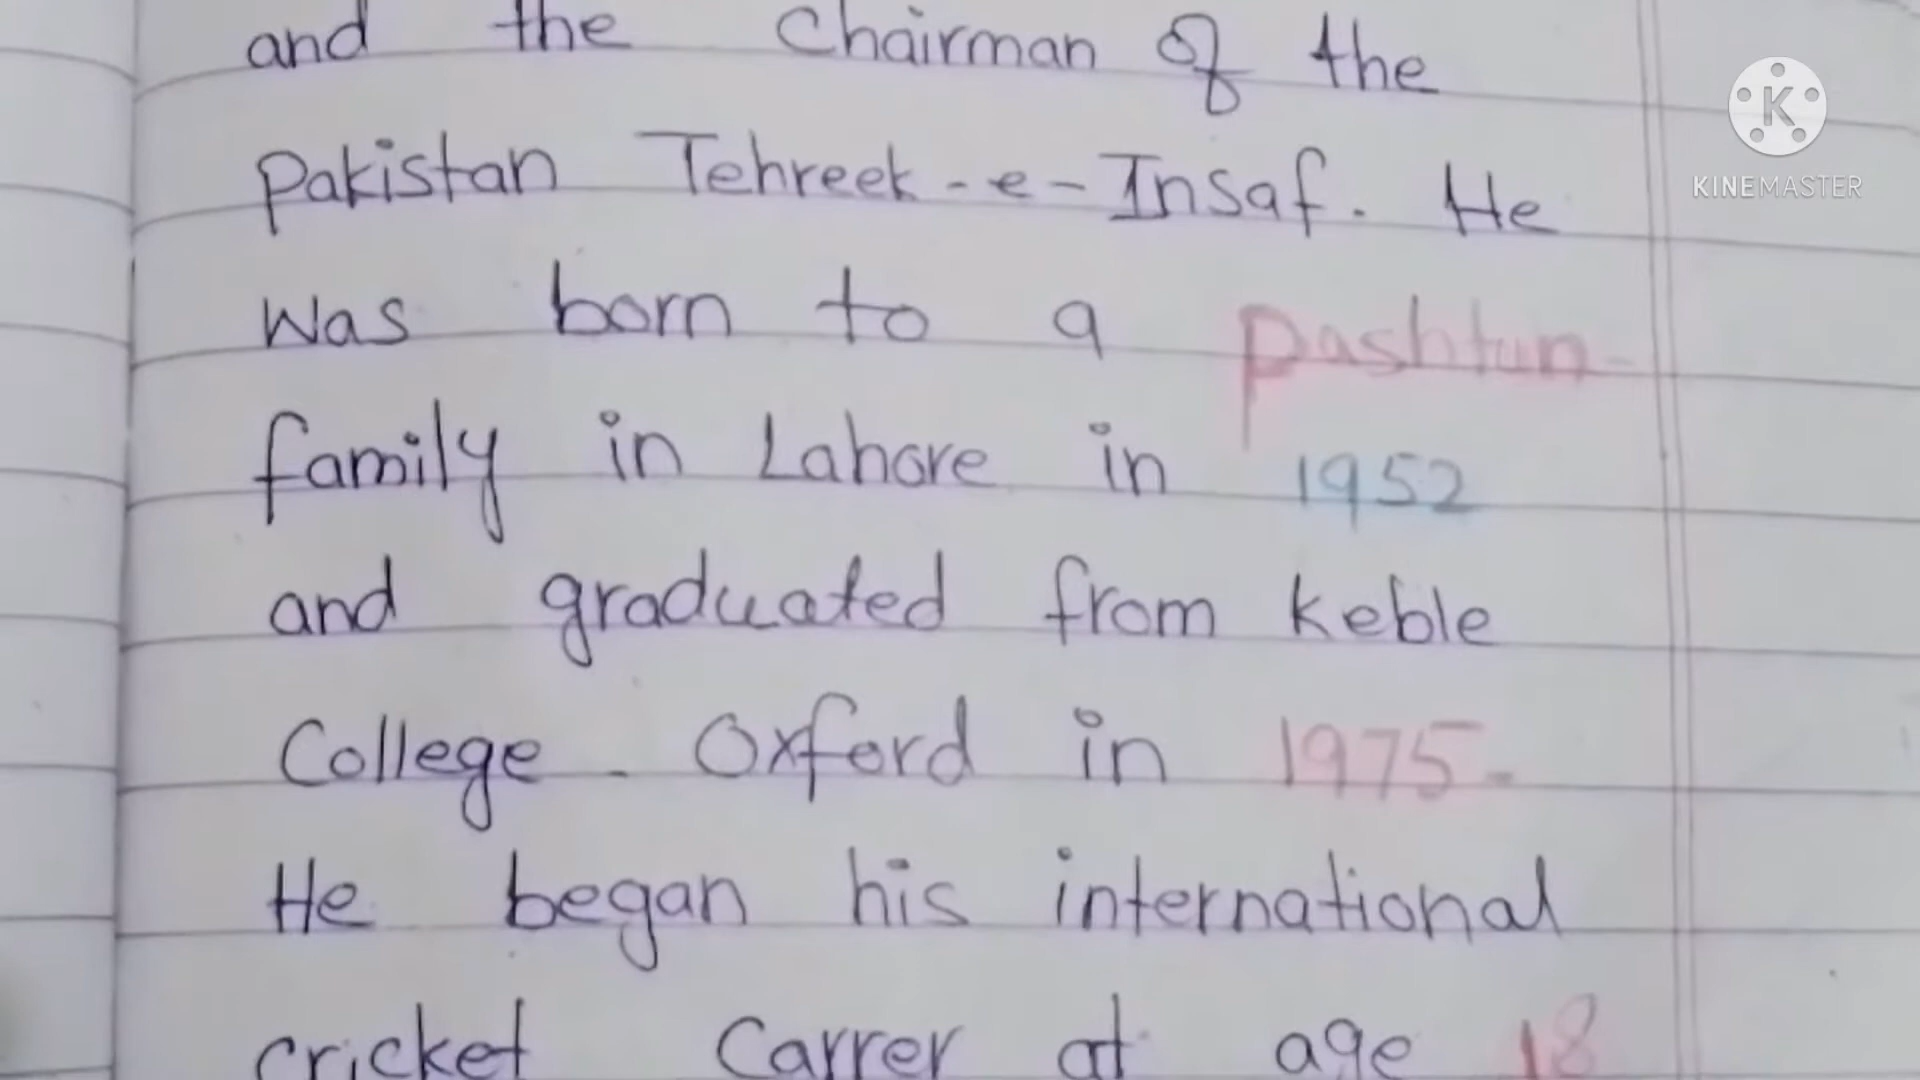 and the Chairman of the
Pakistan Tehreek-e-Insaf. He
was born to a Pashtun
family in Lahore in 1952
and graduated from Keble
College. Oxford in 1975.
He began his international
cricket Carrer at age 18
K
KINEMASTER